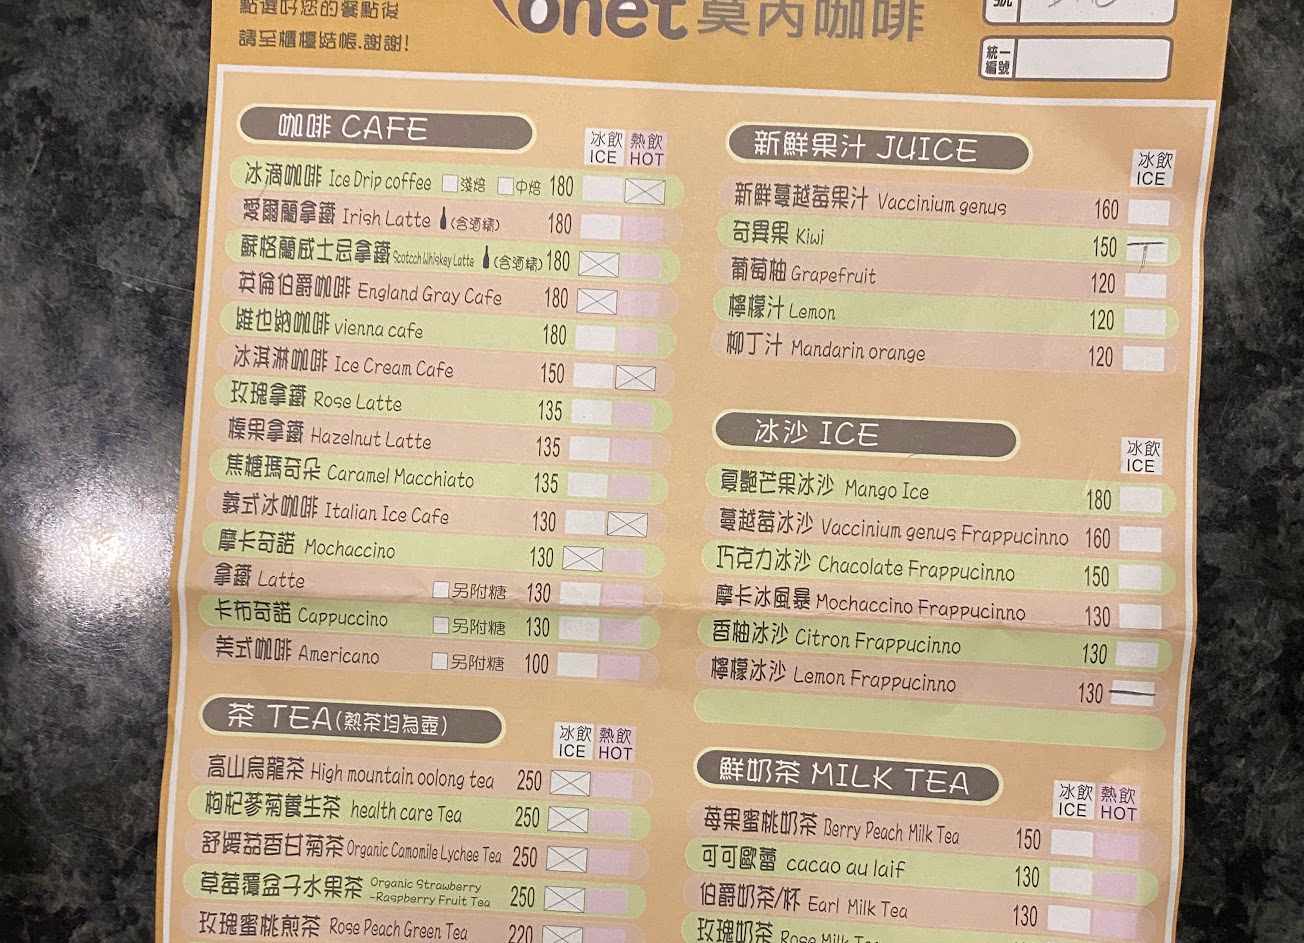 點選好您的餐點後
請至櫃檯結帳.謝謝!
onet 莫內咖啡
號
統一
編號
咖啡 CAFE
冰飲 熱飲
ICE HOT
冰滴咖啡 Ice Drip coffee 淺焙 中焙 180
愛爾蘭拿鐵 Irish Latte (含酒精) 180
蘇格蘭威士忌拿鐵 Scotcch Whiskey Latte (含酒精) 180
英倫伯爵咖啡 England Gray Cafe 180
維也納咖啡 vienna cafe 180
冰淇淋咖啡 Ice Cream Cafe 150
玫瑰拿鐵 Rose Latte 135
榛果拿鐵 Hazelnut Latte 135
焦糖瑪奇朵 Caramel Macchiato 135
義式冰咖啡 Italian Ice Cafe 130
摩卡奇諾 Mochaccino 130
拿鐵 Latte 另附糖 130
卡布奇諾 Cappuccino 另附糖 130
美式咖啡 Americano 另附糖 100
茶 TEA(熱茶均為壺)
冰飲 熱飲
ICE HOT
高山烏龍茶 High mountain oolong tea 250
枸杞蔘菊養生茶 health care Tea 250
舒暖荔香甘菊茶 Organic Camomile Lychee Tea 250
草莓覆盆子水果茶 Organic Strawberry
-Raspberry Fruit Tea 250
玫瑰蜜桃煎茶 Rose Peach Green Tea 220
新鮮果汁 JUICE
冰飲
ICE
新鮮蔓越莓果汁 Vaccinium genus 160
奇異果 Kiwi 150
葡萄柚 Grapefruit 120
檸檬汁 Lemon 120
柳丁汁 Mandarin orange 120
冰沙 ICE
冰飲
ICE
夏艷芒果冰沙 Mango Ice 180
蔓越莓冰沙 Vaccinium genus Frappucinno 160
巧克力冰沙 Chacolate Frappucinno 150
摩卡冰風暴 Mochaccino Frappucinno 130
香柚冰沙 Citron Frappucinno 130
檸檬冰沙 Lemon Frappucinno 130
鮮奶茶 MILK TEA
冰飲 熱飲
ICE HOT
莓果蜜桃奶茶 Berry Peach Milk Tea 150
可可歐蕾 cacao au laif 130
伯爵奶茶/杯 Earl Milk Tea 130
玫瑰奶茶 Rose Milk